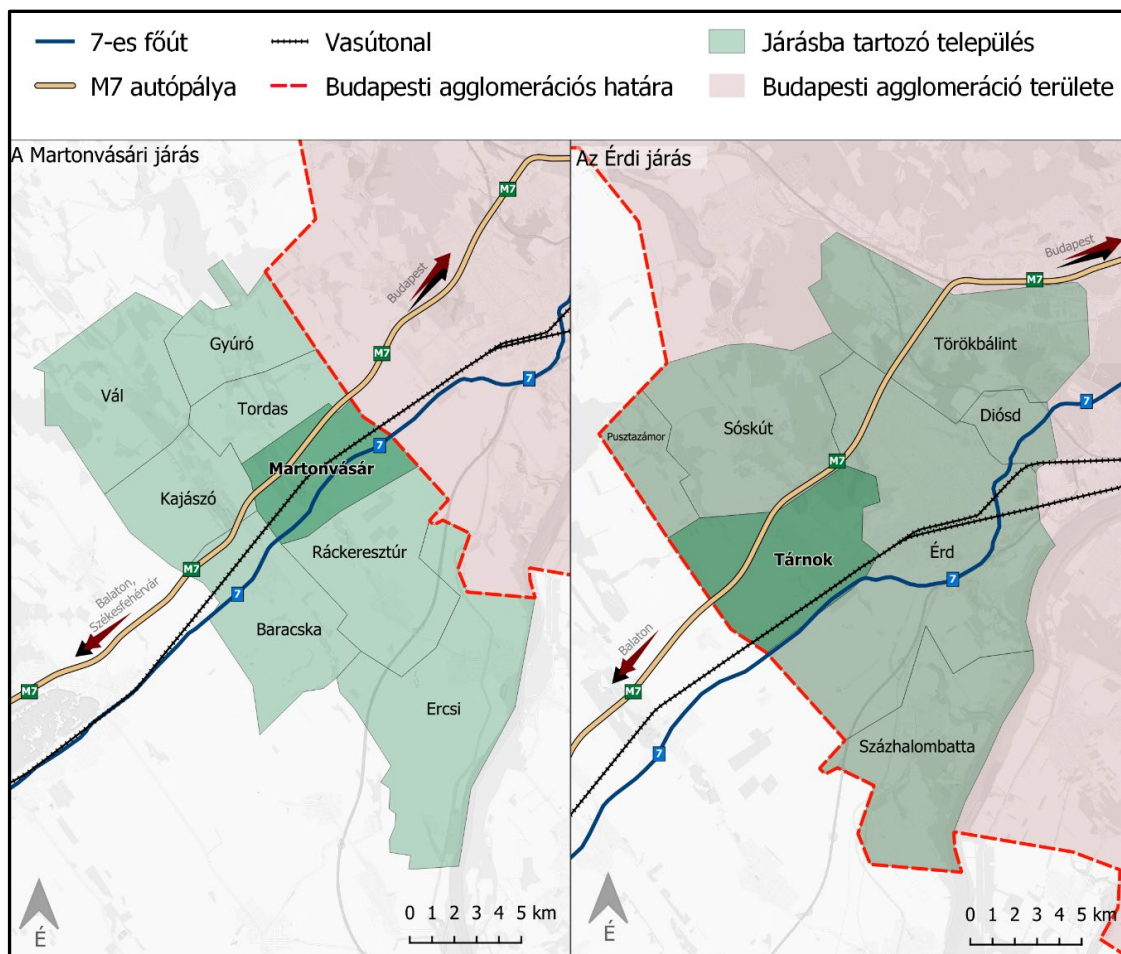 7-es főút
Vasútonal
Járásba tartozó település
M7 autópálya
Budapesti agglomerációs határa
Budapesti agglomeráció területe
A Martonvásári járás
M7
Budapest
M7
Gyúró
Vál
Tordas
7
Martonvásár
7
Kajászó
Ráckeresztúr
M7
7
Balaton,
Székesfehérvár
Baracska
M7
Ercsi
0 1 2 3 4 5 km
É
Az Érdi járás
Budapest
M7
Törökbálint
7
Diósd
Sóskút
Pusztazámor
M7
Tárnok
Érd
7
Balaton
M7
7
Százhalombatta
0 1 2 3 4 5 km
É